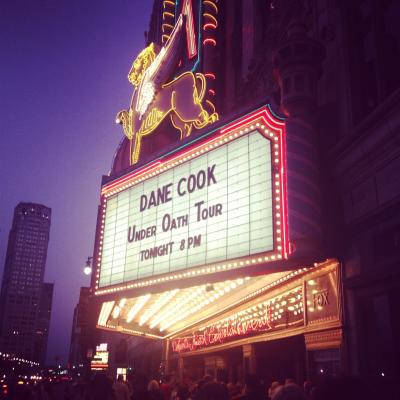 DANE COOK
UNDER OATH TOUR
TONIGHT 8 PM
FOX